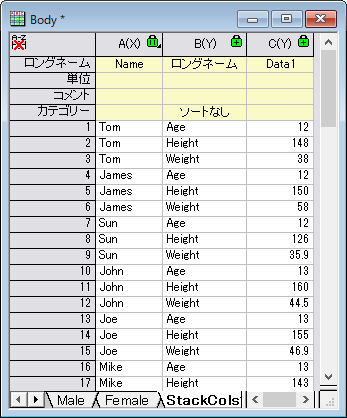 Body *
A(X) B(Y) C(Y)
ロングネーム Name ロングネーム Data1
単位
コメント
カテゴリー ソートなし
1 Tom Age 12
2 Tom Height 148
3 Tom Weight 38
4 James Age 12
5 James Height 150
6 James Weight 58
7 Sun Age 12
8 Sun Height 126
9 Sun Weight 35.9
10 John Age 13
11 John Height 160
12 John Weight 44.5
13 Joe Age 13
14 Joe Height 155
15 Joe Weight 46.9
16 Mike Age 13
17 Mike Height 143
Male Female StackCols